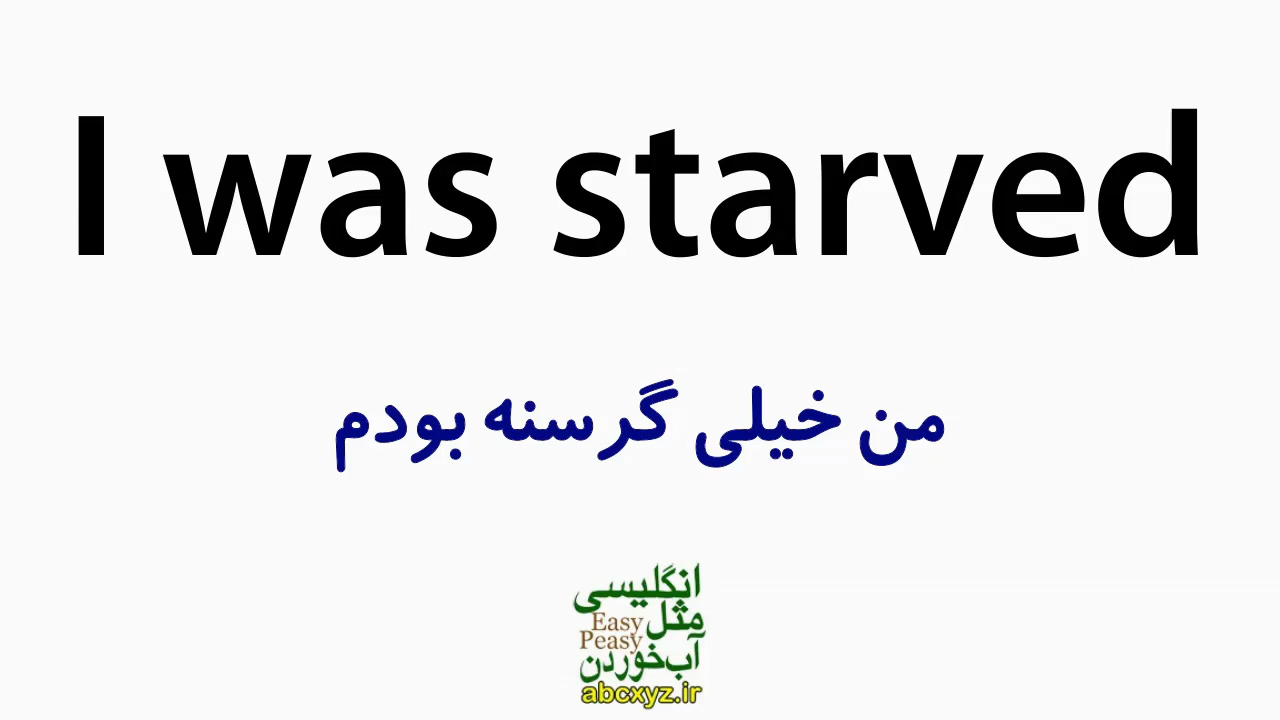 I was starved
من خیلی گرسنه بودم
انگلیسی
مثل Easy
Peasy
آب‌خوردن
abcxyz.ir